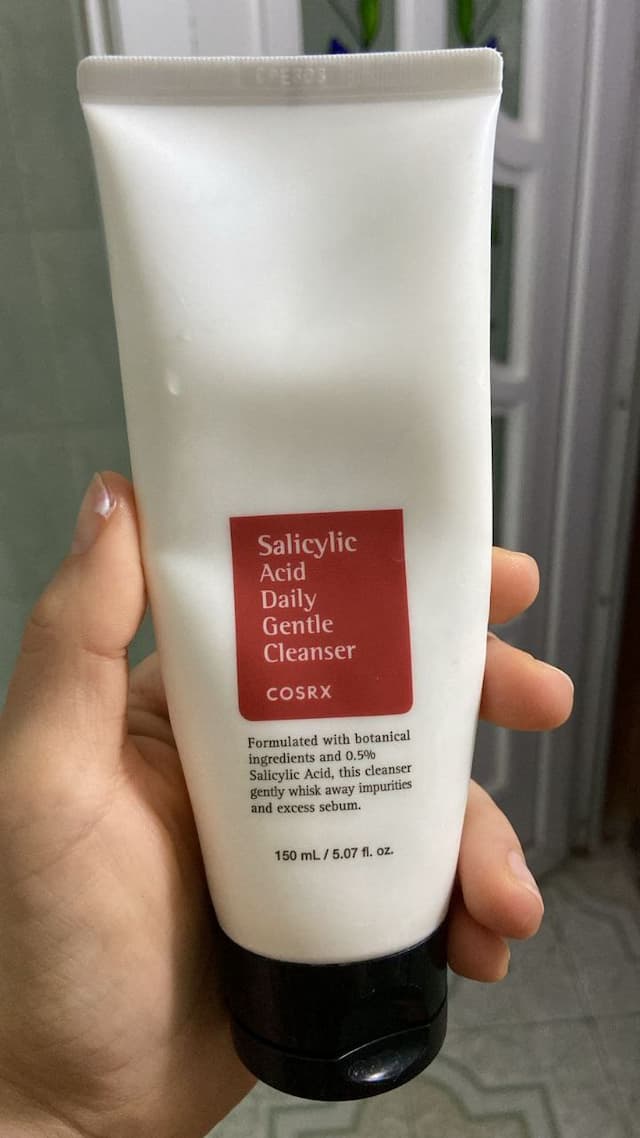 Salicylic
Acid
Daily
Gentle
Cleanser
COSRX
Formulated with botanical
ingredients and 0.5%
Salicylic Acid, this cleanser
gently whisk away impurities
and excess sebum.
150 mL / 5.07 fl. oz.